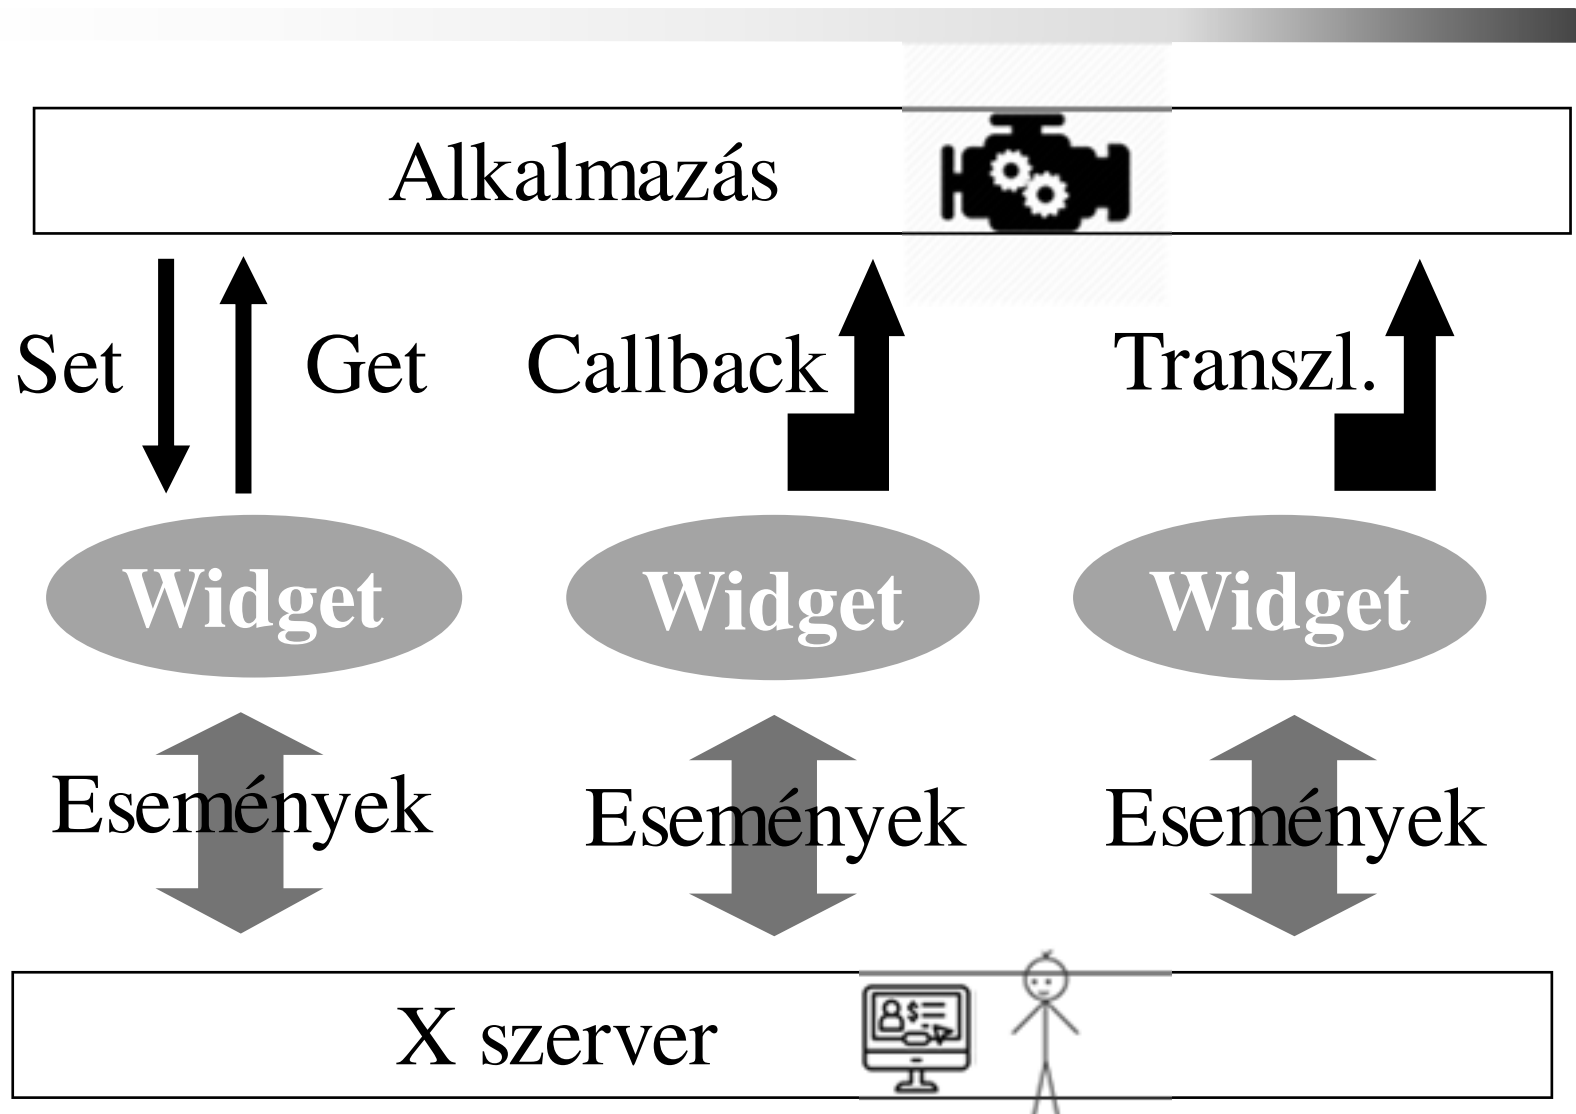 Alkalmazás
Set Get Callback Transzl.
Widget Widget Widget
Események Események Események
X szerver